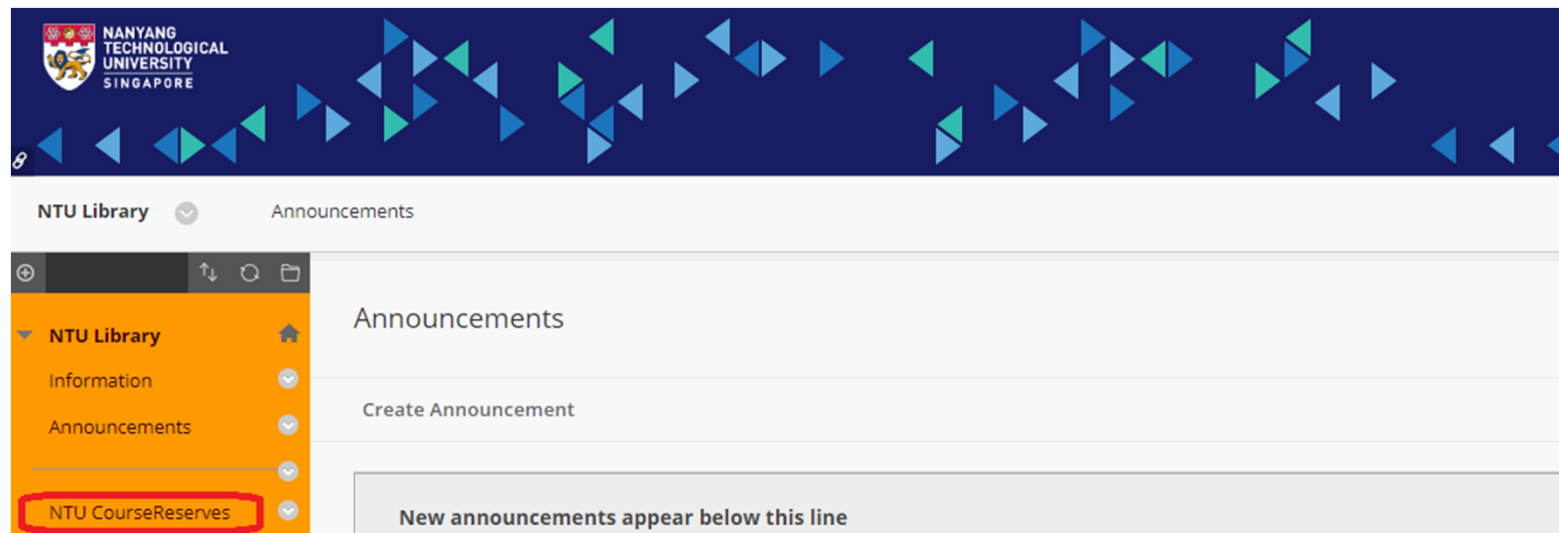 NANYANG
TECHNOLOGICAL
UNIVERSITY
SINGAPORE
NTU Library
Announcements
NTU Library
Information
Announcements
NTU CourseReserves
Announcements
Create Announcement
New announcements appear below this line